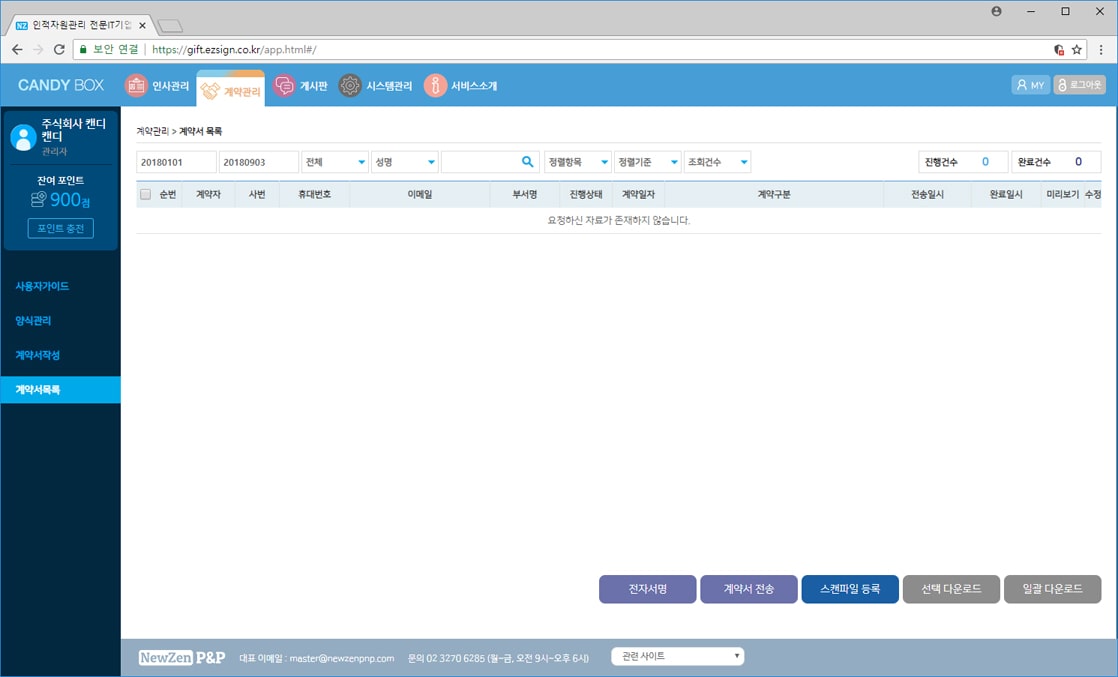 NZ 인적자원관리 전문IT기업
보안 연결 https://gift.ezsign.co.kr/app.html#/
CANDY BOX 인사관리 계약관리 게시판 시스템관리 서비스소개 MY 로그아웃
주식회사 캔디
캔디
관리자
잔여 포인트
900점
포인트 충전
사용자가이드
양식관리
계약서작성
계약서목록
계약관리 > 계약서 목록
20180101 20180903 전체 성명 정렬항목 정렬기준 조회건수 진행건수 0 완료건수 0
순번 계약자 사번 휴대번호 이메일 부서명 진행상태 계약일자 계약구분 전송일시 완료일시 미리보기 수정
요청하신 자료가 존재하지 않습니다.
전자서명 계약서 전송 스캔파일 등록 선택 다운로드 일괄 다운로드
NewZen P&P 대표 이메일 : master@newzenpnp.com 문의 02 3270 6285 (월~금, 오전 9시~오후 6시) 관련 사이트